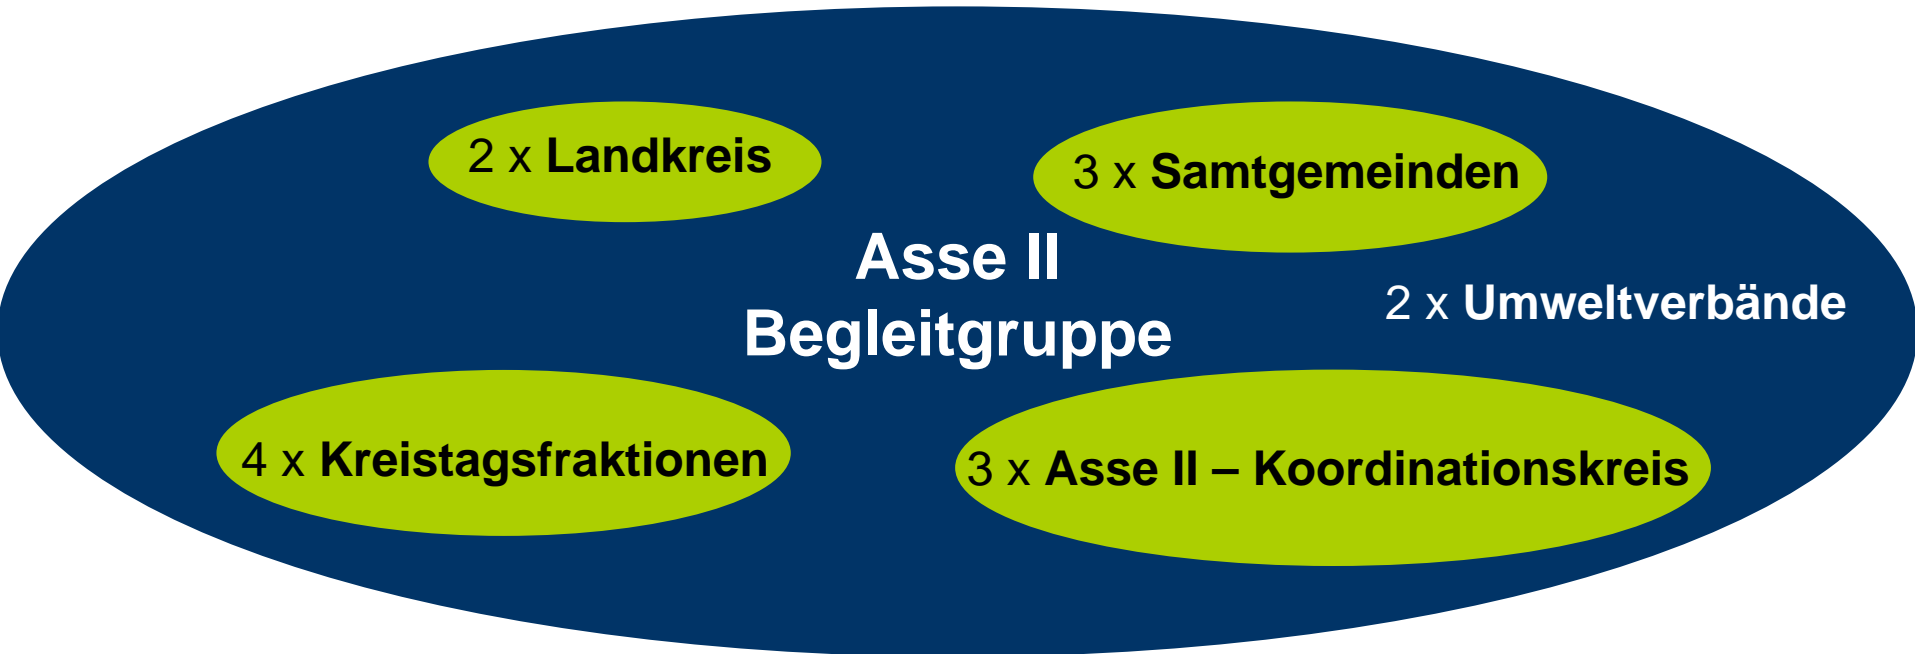 2 x Landkreis
3 x Samtgemeinden
Asse II
Begleitgruppe
2 x Umweltverbände
4 x Kreistagsfraktionen
3 x Asse II – Koordinationskreis